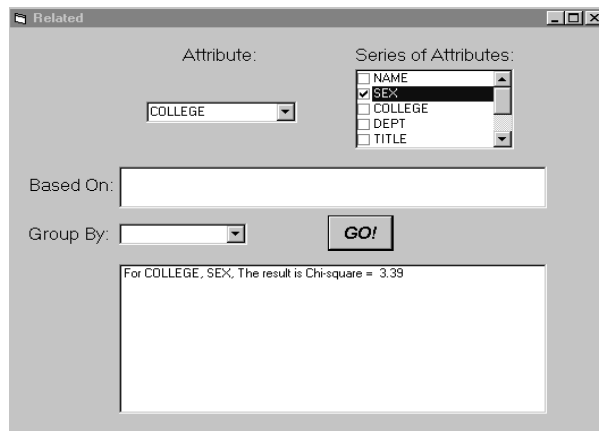 Related
Attribute:
Series of Attributes:
COLLEGE
NAME
SEX
COLLEGE
DEPT
TITLE
Based On:
Group By:
GO!
For COLLEGE, SEX, The result is Chi-square = 3.39